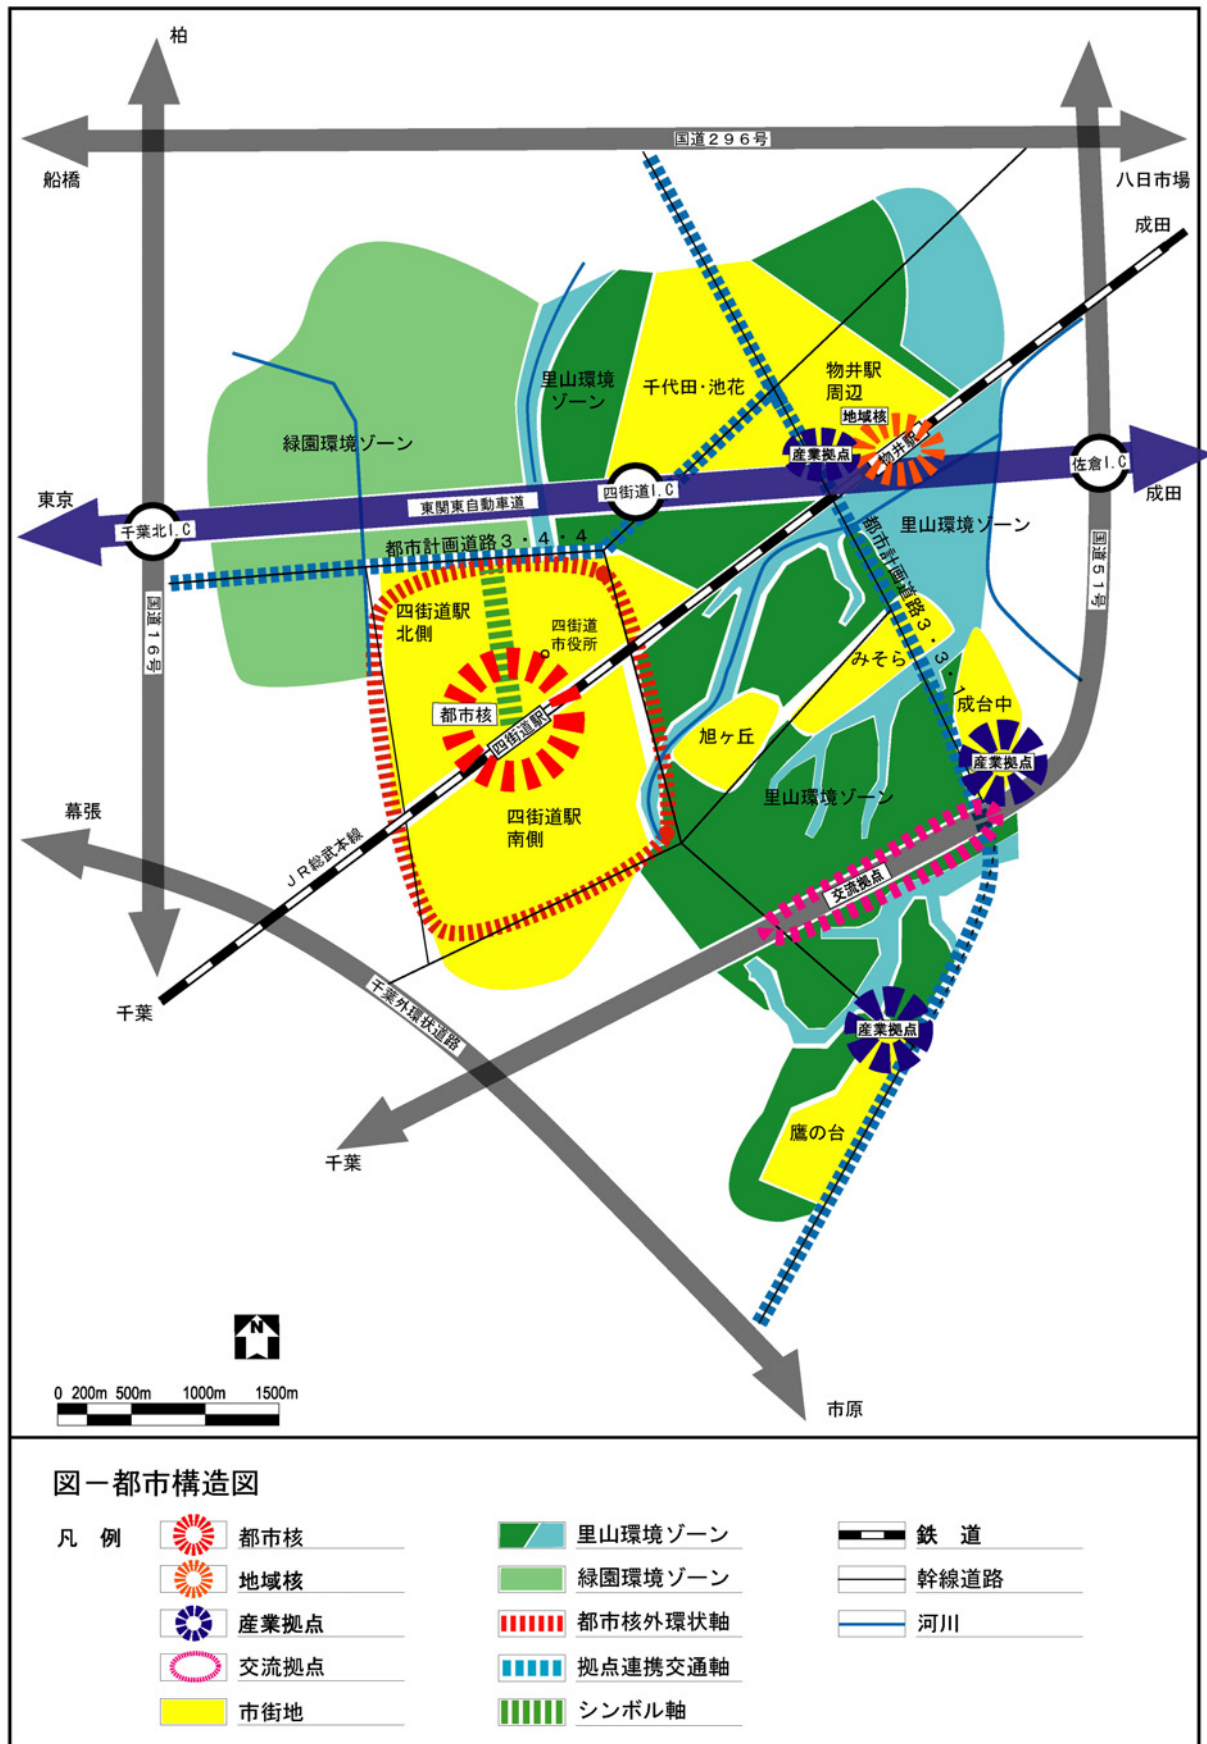 柏
国道296号
船橋
八日市場
成田
里山環境
ゾーン
千代田・池花
物井駅
周辺
地域核
緑園環境ゾーン
産業拠点
物井駅
佐倉I.C
四街道I.C
東京
東関東自動車道
千葉北I.C
成田
里山環境ゾーン
都市計画道路3・4・4
都市計画道路3・3・1
国道51号
国道16号
四街道駅
北側
四街道
市役所
みそら
成台中
都市核
四街道駅
旭ヶ丘
産業拠点
里山環境ゾーン
幕張
四街道駅
南側
JR総武本線
交流拠点
千葉
千葉外環状道路
産業拠点
鷹の台
千葉
N
0 200m 500m 1000m 1500m
市原
図-都市構造図
凡 例
都市核
地域核
産業拠点
交流拠点
市街地
里山環境ゾーン
緑園環境ゾーン
都市核外環状軸
拠点連携交通軸
シンボル軸
鉄 道
幹線道路
河川